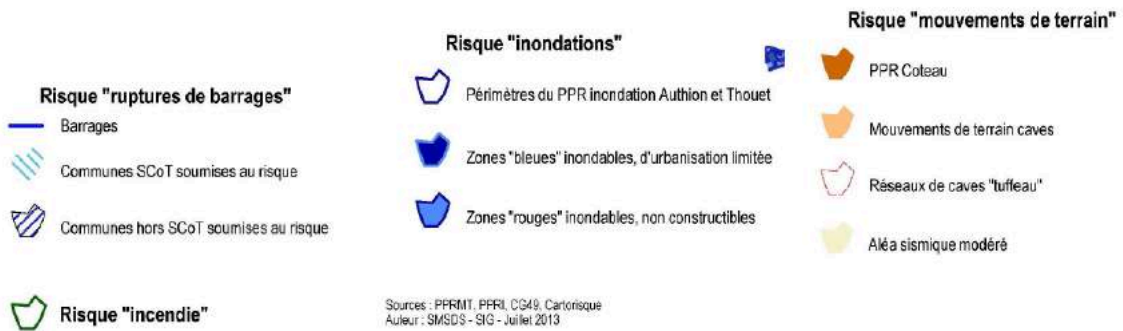 Risque "ruptures de barrages"
Barrages
Communes SCoT soumises au risque
Communes hors SCoT soumises au risque
Risque "incendie"
Risque "inondations"
Périmètres du PPR inondation Authion et Thouet
Zones "bleues" inondables, d'urbanisation limitée
Zones "rouges" inondables, non constructibles
Sources : PPRMT, PPRI, CG49, Cartorisque
Auteur : SMSDS - SIG - Juillet 2013
Risque "mouvements de terrain"
PPR Coteau
Mouvements de terrain caves
Réseaux de caves "tuffeau"
Aléa sismique modéré